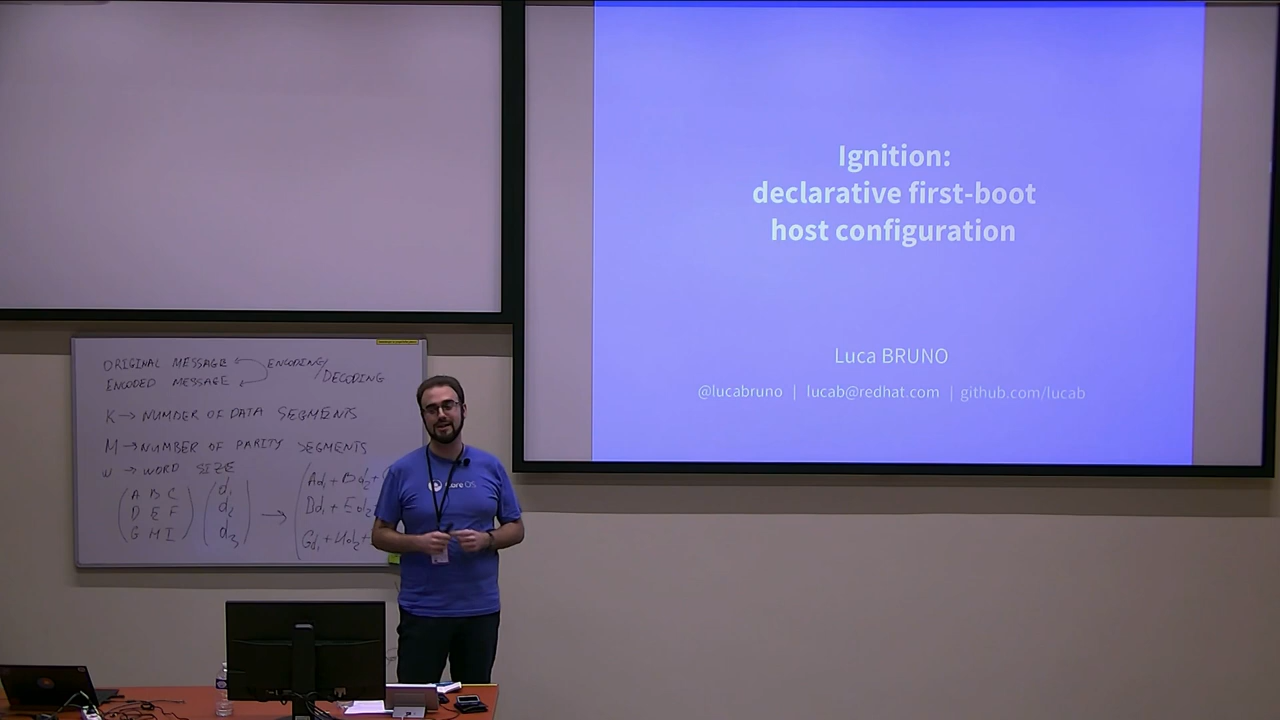 Ignition:
declarative first-boot
host configuration
Luca BRUNO
@lucabruno | lucab@redhat.com | github.com/lucab
ORIGINAL MESSAGE
ENCODING/
DECODING
ENCODED MESSAGE
K → NUMBER OF DATA SEGMENTS
M → NUMBER OF PARITY SEGMENTS
W → WORD SIZE
A B C
D E F
G H I
d₁
d₂
d₃
→
Ad₁ + Bd₂ +
Dd₁ + Ed₂
Gd₁ + Hd₂ +
Core OS